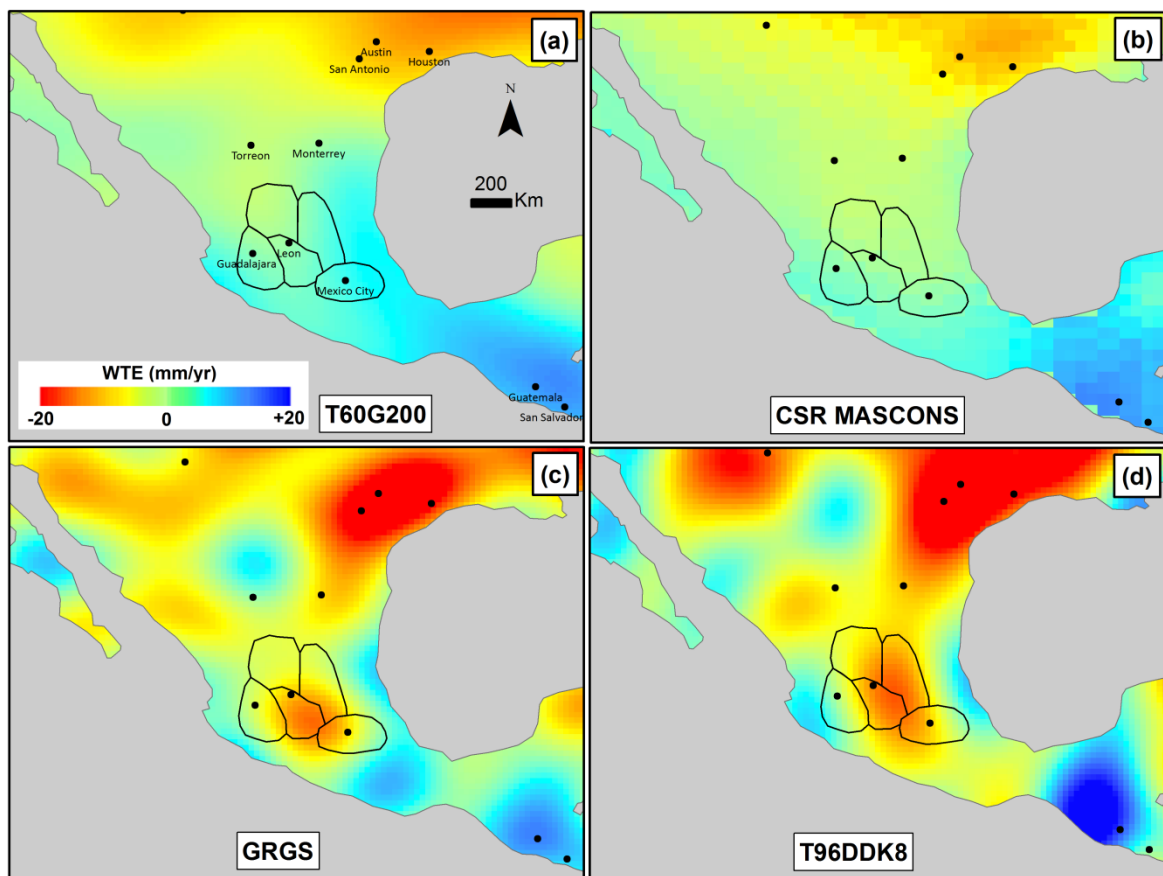 (a)
Austin
San Antonio
Houston
N
Torreon
Monterrey
200
Km
Leon
Guadalajara
Mexico City
WTE (mm/yr)
-20
0
+20
T60G200
Guatemala
San Salvador
(b)
CSR MASCONS
(c)
GRGS
(d)
T96DDK8